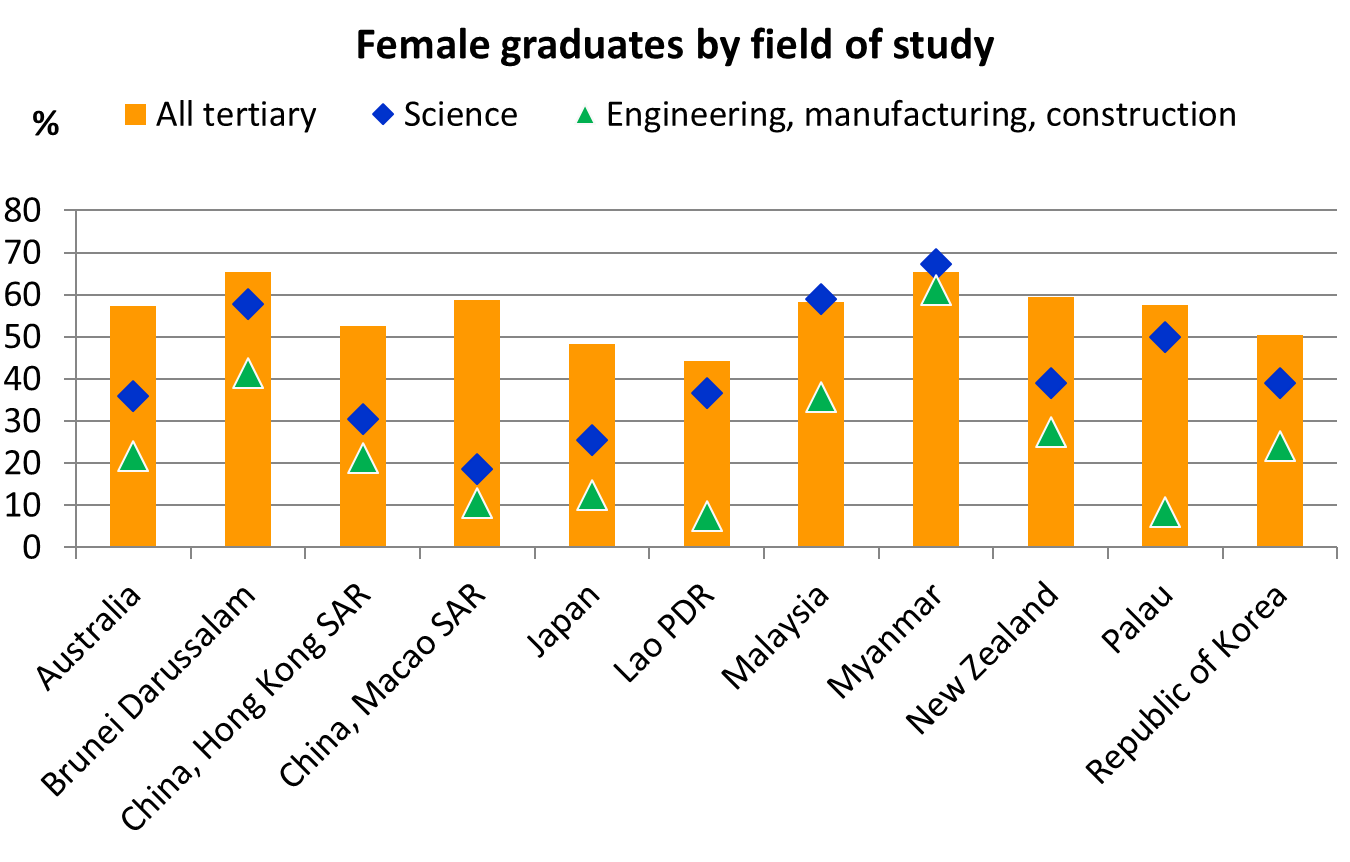 Female graduates by field of study
% All tertiary Science Engineering, manufacturing, construction
80
70
60
50
40
30
20
10
0
Australia
Brunei Darussalam
China, Hong Kong SAR
China, Macao SAR
Japan
Lao PDR
Malaysia
Myanmar
New Zealand
Palau
Republic of Korea